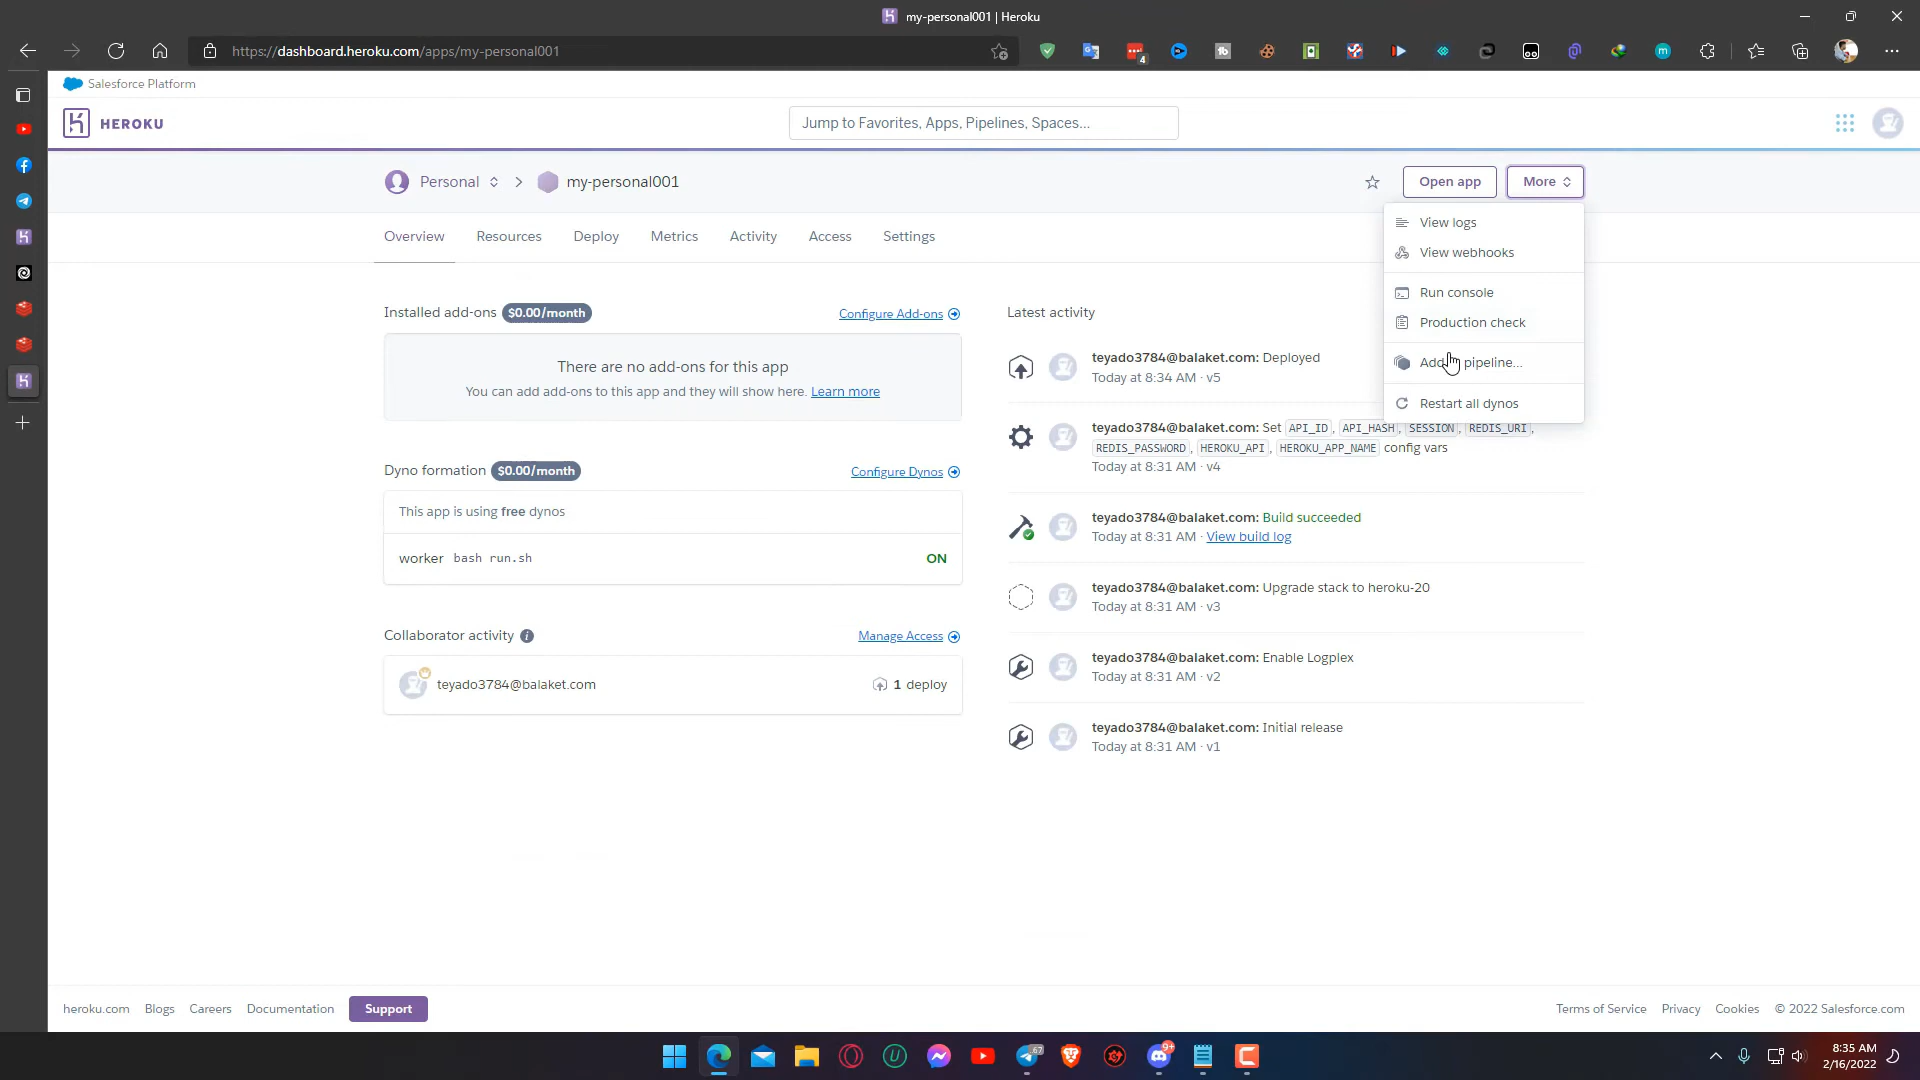 my-personal001 | Heroku
https://dashboard.heroku.com/apps/my-personal001
4
Salesforce Platform
HEROKU
Jump to Favorites, Apps, Pipelines, Spaces...
Personal
my-personal001
Open app
More
Overview
Resources
Deploy
Metrics
Activity
Access
Settings
View logs
View webhooks
Run console
Production check
Add pipeline...
Restart all dynos
Installed add-ons $0.00/month
Configure Add-ons
There are no add-ons for this app
You can add add-ons to this app and they will show here. Learn more
Dyno formation $0.00/month
Configure Dynos
This app is using free dynos
worker bash run.sh
ON
Collaborator activity
Manage Access
teyado3784@balaket.com
1 deploy
Latest activity
teyado3784@balaket.com: Deployed
Today at 8:34 AM · v5
teyado3784@balaket.com: Set API_ID, API_HASH, SESSION, REDIS_URI,
REDIS_PASSWORD, HEROKU_API, HEROKU_APP_NAME config vars
Today at 8:31 AM · v4
teyado3784@balaket.com: Build succeeded
Today at 8:31 AM · View build log
teyado3784@balaket.com: Upgrade stack to heroku-20
Today at 8:31 AM · v3
teyado3784@balaket.com: Enable Logplex
Today at 8:31 AM · v2
teyado3784@balaket.com: Initial release
Today at 8:31 AM · v1
heroku.com
Blogs
Careers
Documentation
Support
Terms of Service
Privacy
Cookies
© 2022 Salesforce.com
67
9+
8:35 AM
2/16/2022